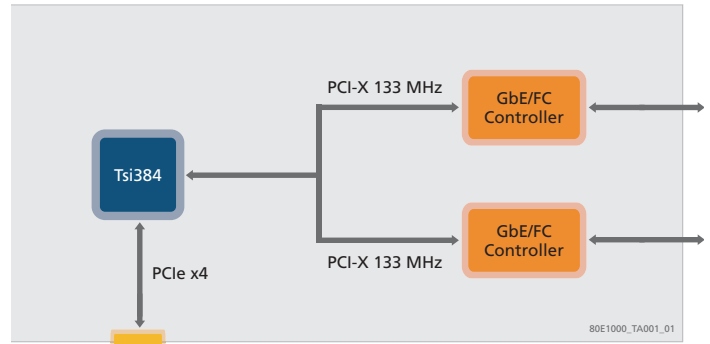 PCI-X 133 MHz
GbE/FC
Controller
Tsi384
GbE/FC
Controller
PCI-X 133 MHz
PCIe x4
80E1000_TA001_01